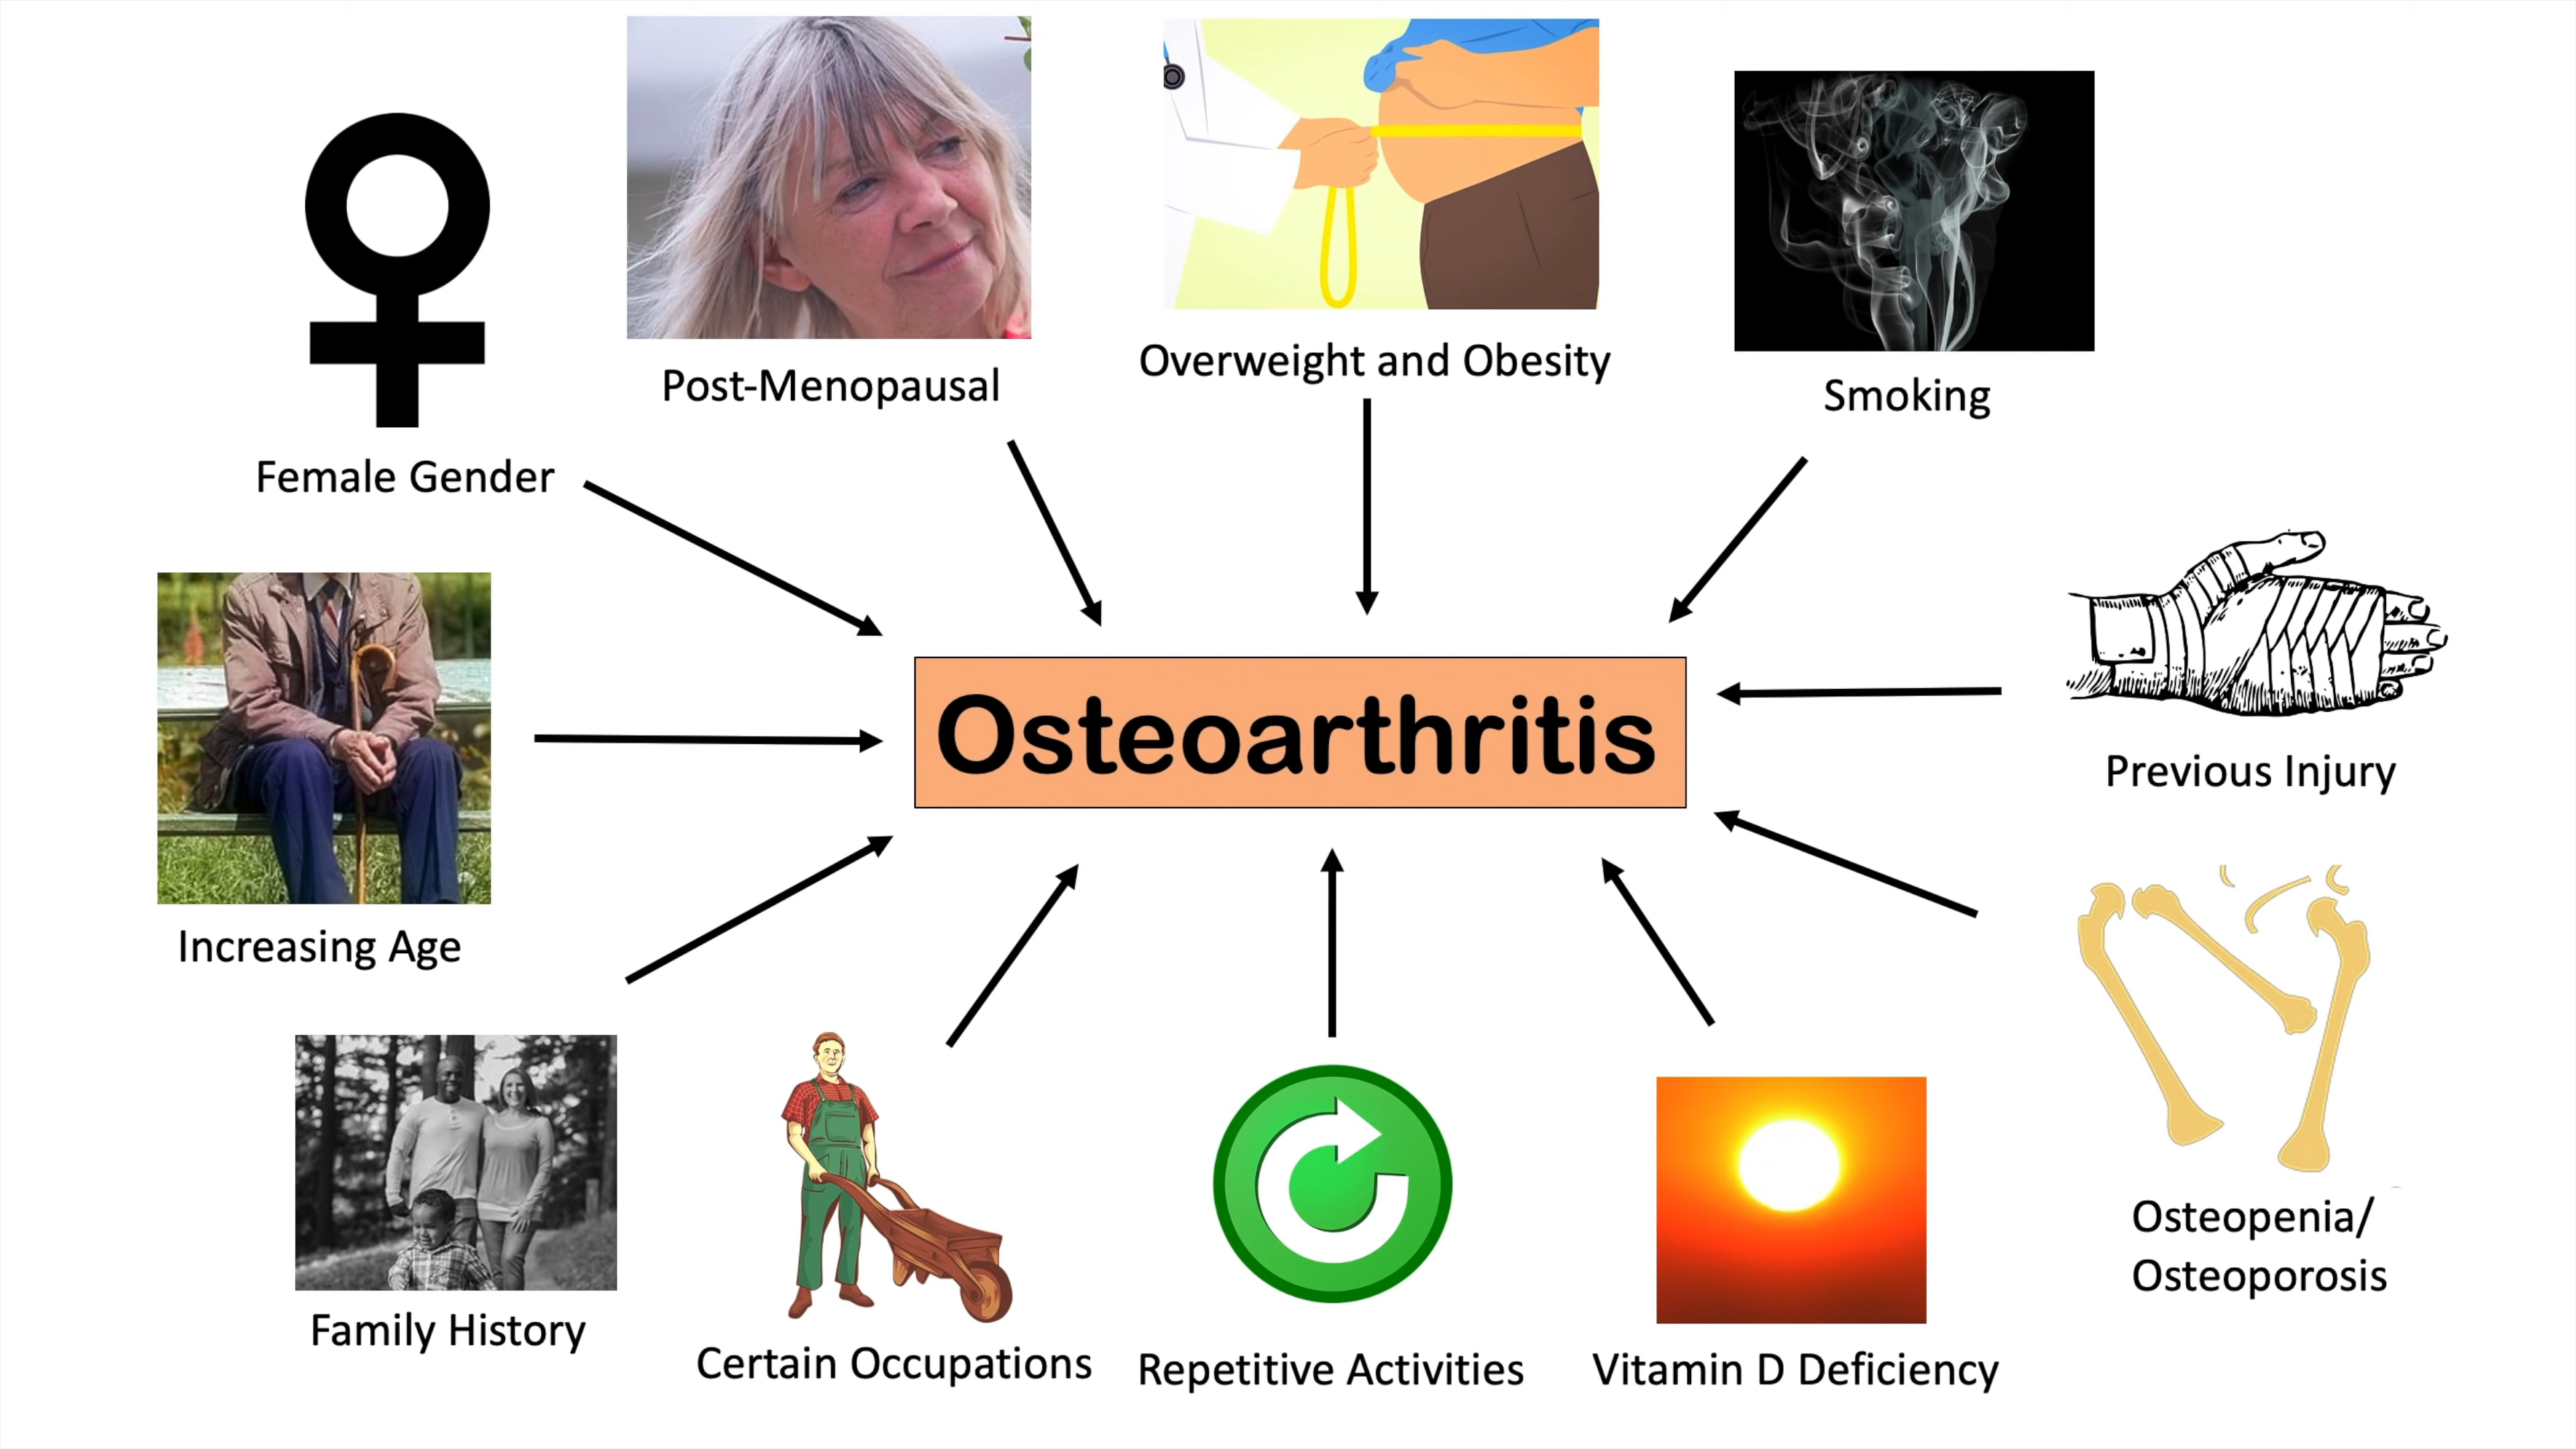 Female Gender
Post-Menopausal
Overweight and Obesity
Smoking
Increasing Age
Osteoarthritis
Previous Injury
Family History
Certain Occupations
Repetitive Activities
Vitamin D Deficiency
Osteopenia/
Osteoporosis